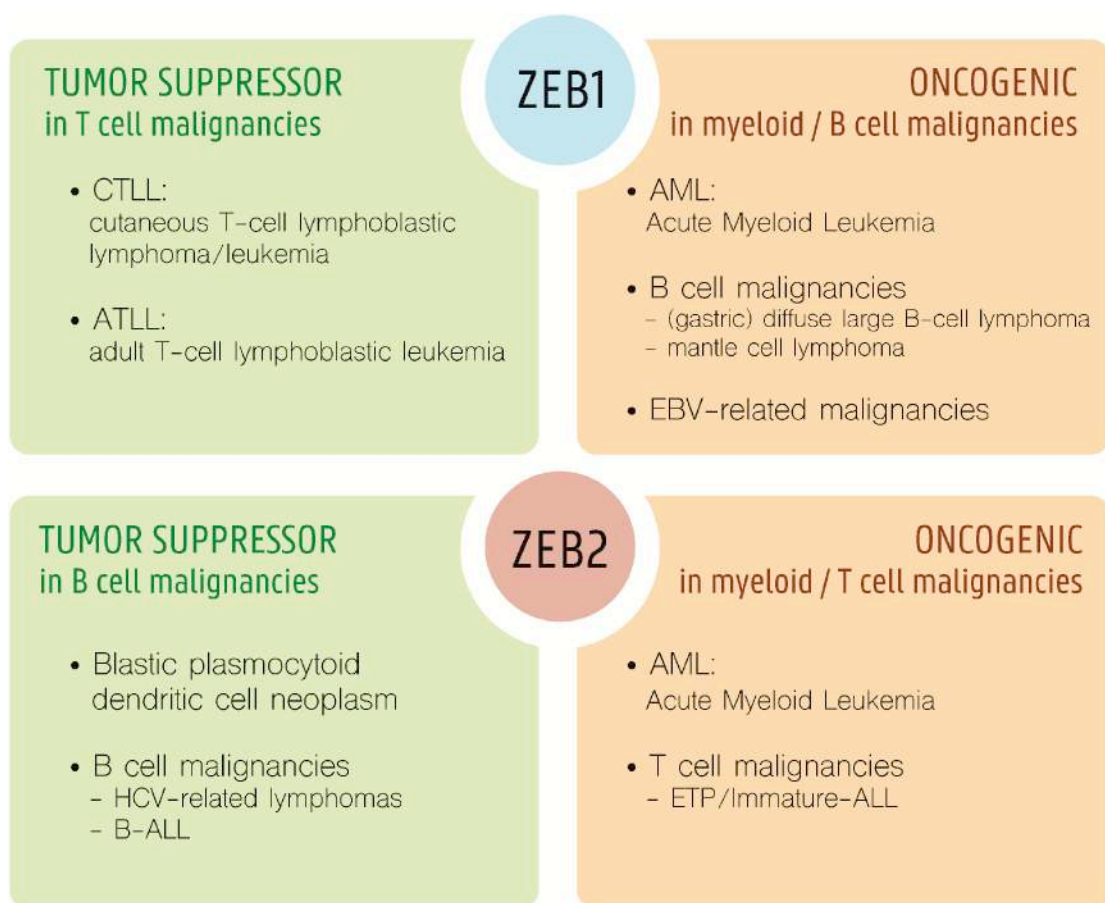 ZEB1
TUMOR SUPPRESSOR
in T cell malignancies
• CTLL:
cutaneous T-cell lymphoblastic
lymphoma/leukemia
• ATLL:
adult T-cell lymphoblastic leukemia
ONCOGENIC
in myeloid / B cell malignancies
• AML:
Acute Myeloid Leukemia
• B cell malignancies
- (gastric) diffuse large B-cell lymphoma
- mantle cell lymphoma
• EBV-related malignancies
ZEB2
TUMOR SUPPRESSOR
in B cell malignancies
• Blastic plasmocytoid
dendritic cell neoplasm
• B cell malignancies
- HCV-related lymphomas
- B-ALL
ONCOGENIC
in myeloid / T cell malignancies
• AML:
Acute Myeloid Leukemia
• T cell malignancies
- ETP/Immature-ALL